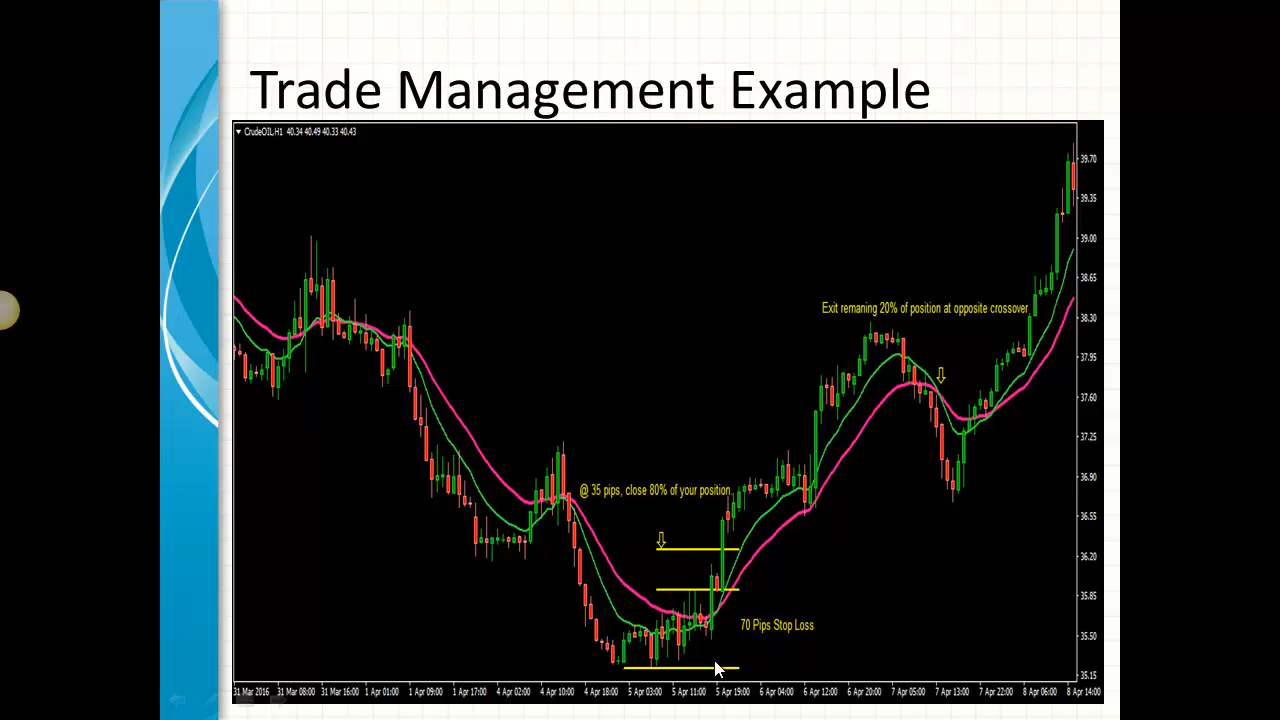 Trade Management Example
CrudeOIL,H1 40.34 40.49 40.33 40.43
39.70
39.35
39.00
38.65
Exit remaning 20% of position at opposite crossover
38.30
37.95
37.60
37.25
36.90
@ 35 pips, close 80% of your position
36.55
36.20
35.85
70 Pips Stop Loss
35.50
35.15
31 Mar 2016 31 Mar 08:00 31 Mar 16:00 1 Apr 01:00 1 Apr 09:00 1 Apr 17:00 4 Apr 02:00 4 Apr 10:00 4 Apr 18:00 5 Apr 03:00 5 Apr 11:00 5 Apr 19:00 6 Apr 04:00 6 Apr 12:00 6 Apr 20:00 7 Apr 05:00 7 Apr 13:00 7 Apr 22:00 8 Apr 06:00 8 Apr 14:00